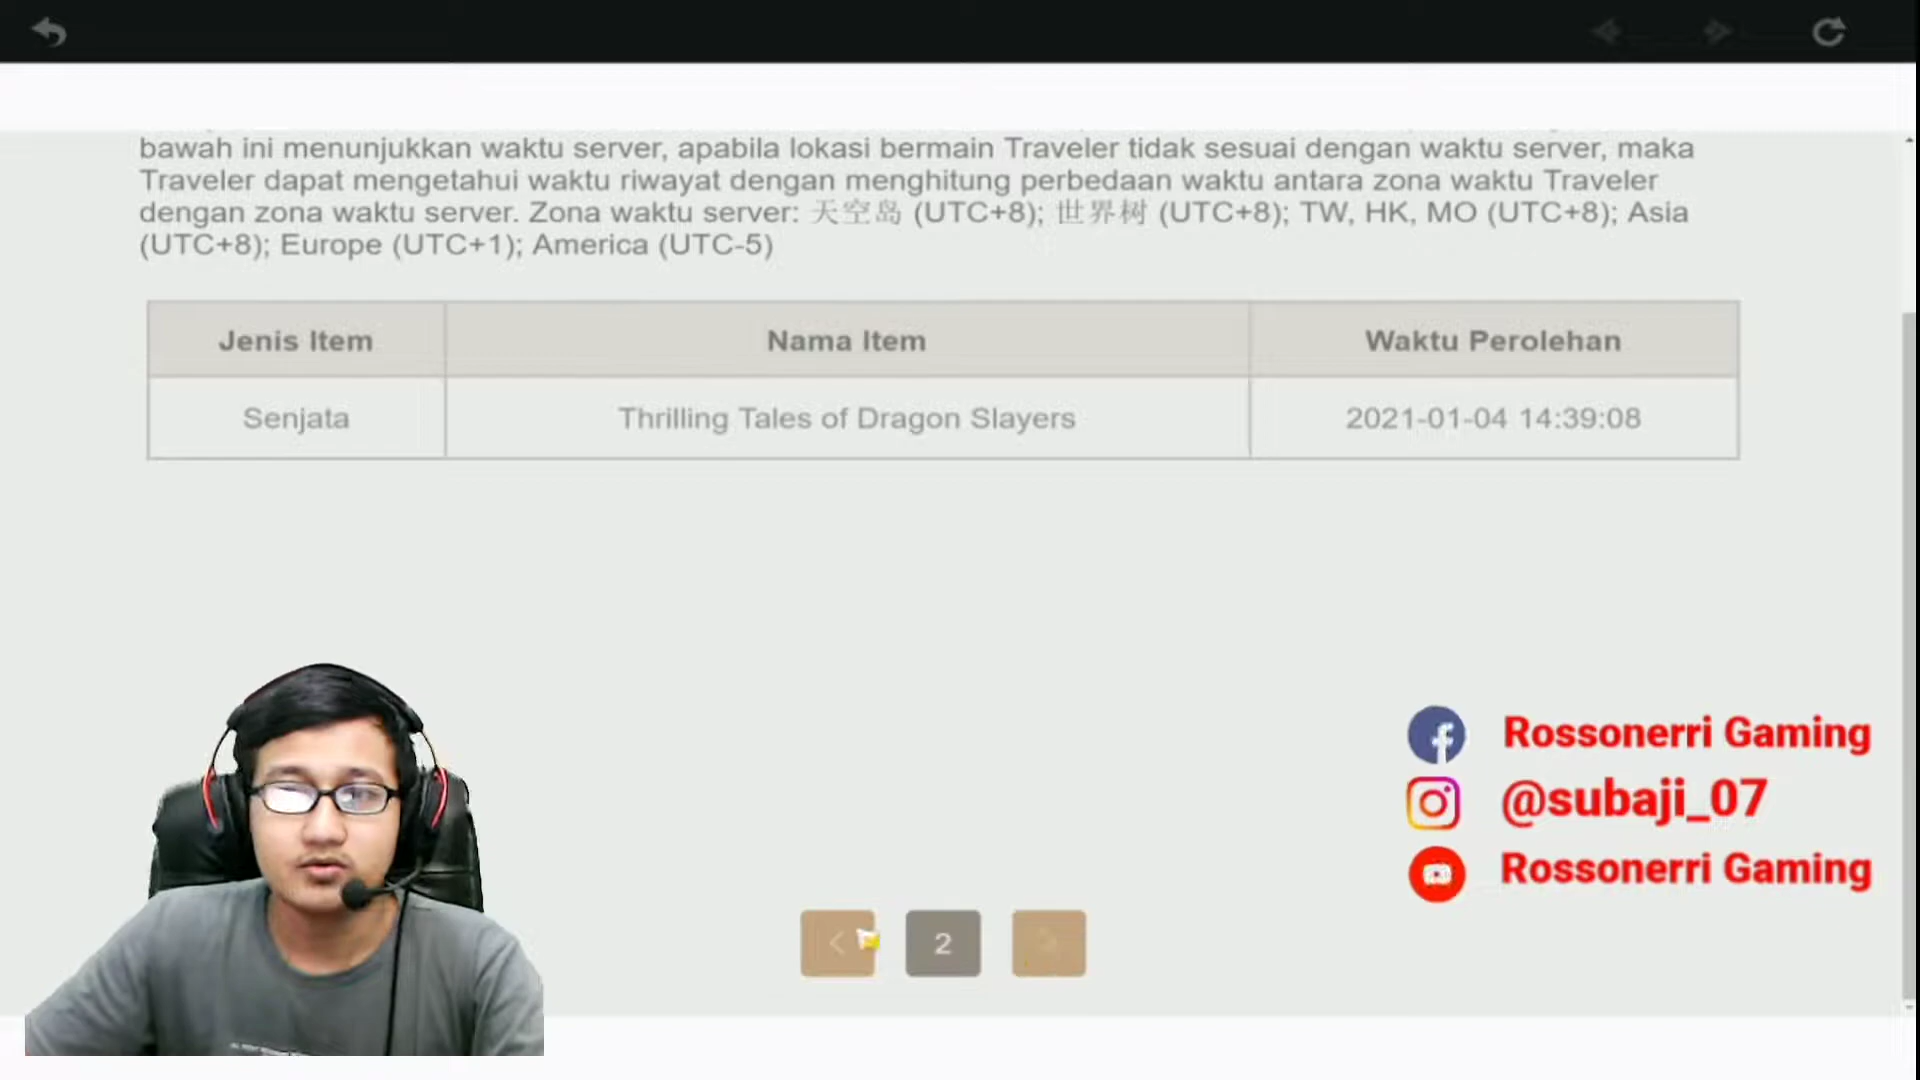 bawah ini menunjukkan waktu server, apabila lokasi bermain Traveler tidak sesuai dengan waktu server, maka
Traveler dapat mengetahui waktu riwayat dengan menghitung perbedaan waktu antara zona waktu Traveler
dengan zona waktu server. Zona waktu server: 天空岛 (UTC+8); 世界树 (UTC+8); TW, HK, MO (UTC+8); Asia
(UTC+8); Europe (UTC+1); America (UTC-5)
Jenis Item Nama Item Waktu Perolehan
Senjata Thrilling Tales of Dragon Slayers 2021-01-04 14:39:08
Rossonerri Gaming
@subaji_07
Rossonerri Gaming
2